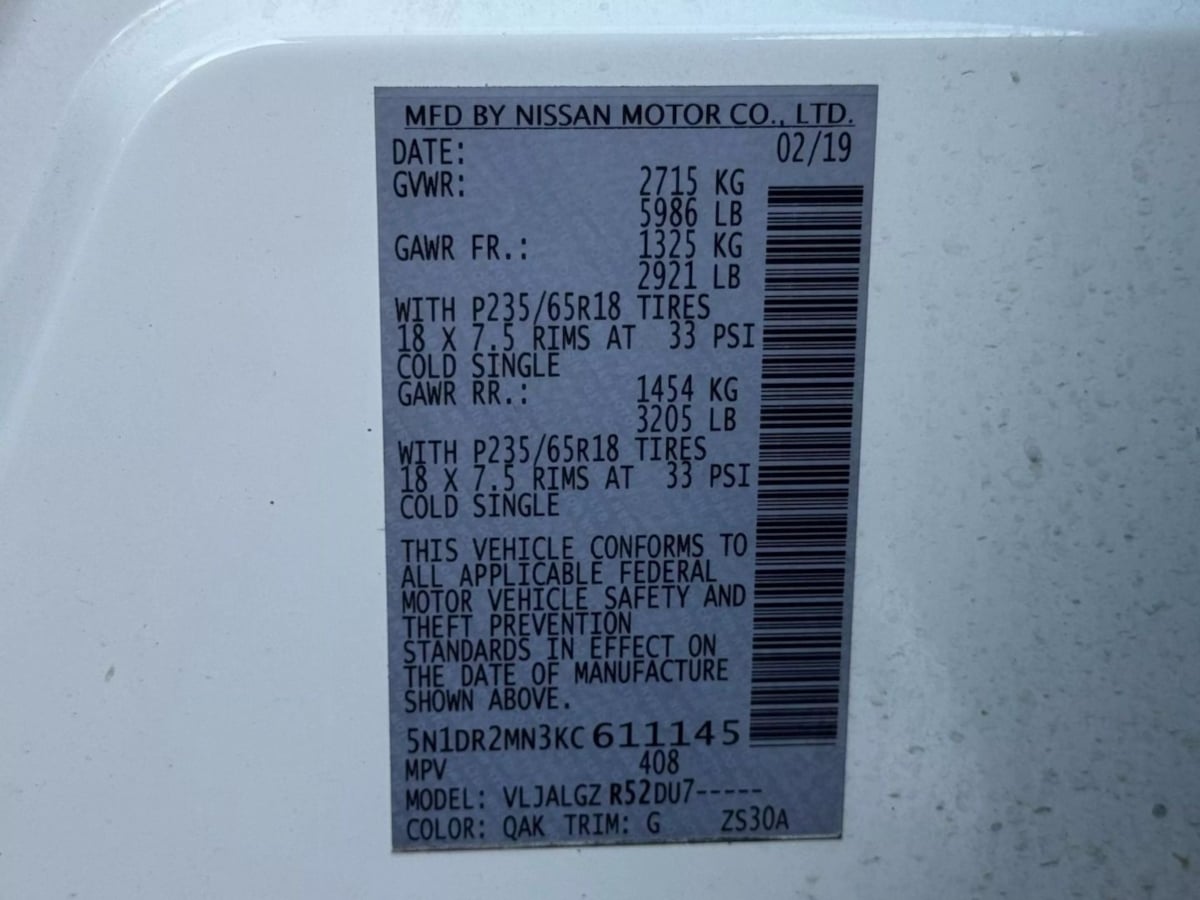 MFD BY NISSAN MOTOR CO., LTD.
DATE: 02/19
GVWR: 2715 KG
5986 LB
GAWR FR.: 1325 KG
2921 LB
WITH P235/65R18 TIRES
18 X 7.5 RIMS AT 33 PSI
COLD SINGLE
GAWR RR.: 1454 KG
3205 LB
WITH P235/65R18 TIRES
18 X 7.5 RIMS AT 33 PSI
COLD SINGLE
THIS VEHICLE CONFORMS TO
ALL APPLICABLE FEDERAL
MOTOR VEHICLE SAFETY AND
THEFT PREVENTION
STANDARDS IN EFFECT ON
THE DATE OF MANUFACTURE
SHOWN ABOVE.
5N1DR2MN3KC611145
MPV 408
MODEL: VLJALGZ R52DU7-----
COLOR: QAK TRIM: G ZS30A